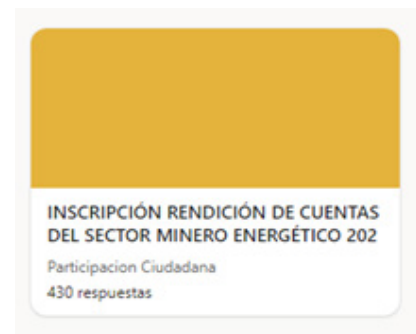 INSCRIPCIÓN RENDICIÓN DE CUENTAS
DEL SECTOR MINERO ENERGÉTICO 202
Participacion Ciudadana
430 respuestas